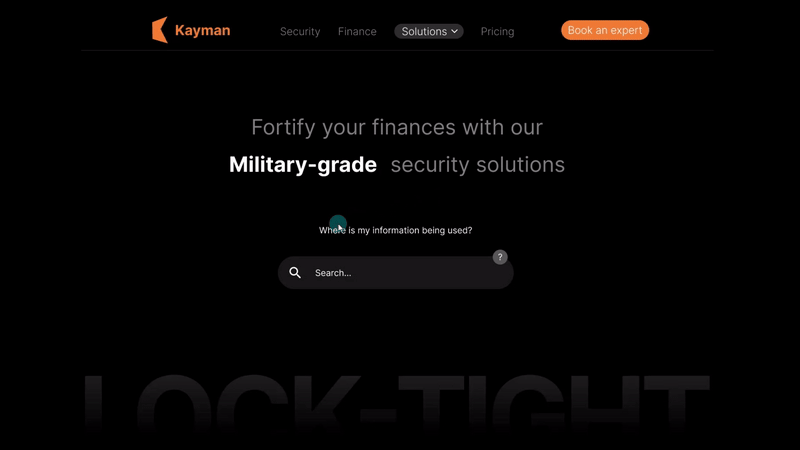 Kayman
Security Finance Solutions Pricing
Book an expert
Fortify your finances with our
Military-grade security solutions
Where is my information being used?
?
Search...
LOCK-TIGHT